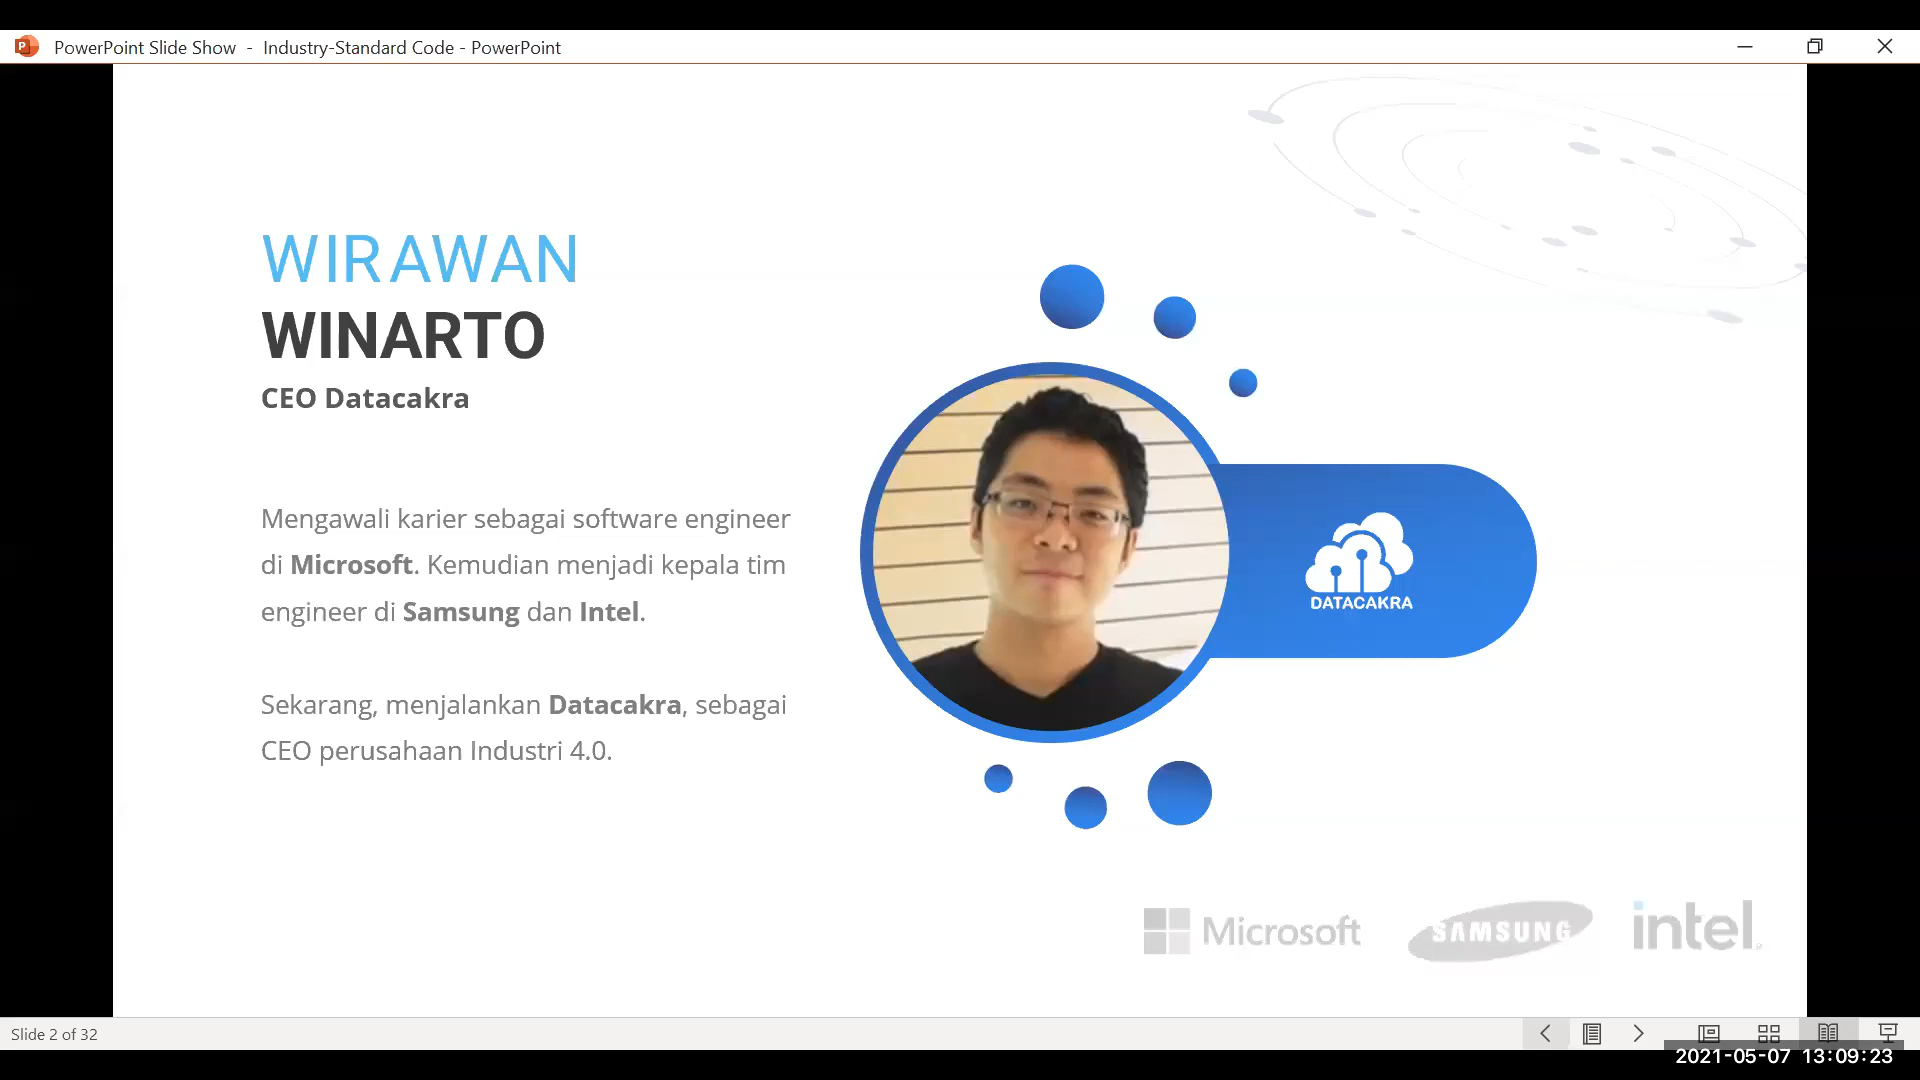 PowerPoint Slide Show - Industry-Standard Code - PowerPoint
WIRAWAN
WINARTO
CEO Datacakra
Mengawali karier sebagai software engineer
di Microsoft. Kemudian menjadi kepala tim
engineer di Samsung dan Intel.
Sekarang, menjalankan Datacakra, sebagai
CEO perusahaan Industri 4.0.
DATACAKRA
Microsoft
SAMSUNG
intel
Slide 2 of 32
2021-05-07 13:09:23